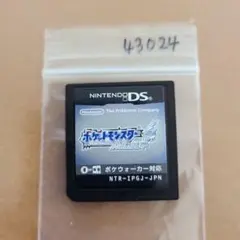 43024
NINTENDO DS
Nintendo
The Pokémon Company
ポケットモンスター
ポケウォーカー対応
NTR-IPGJ-JPN